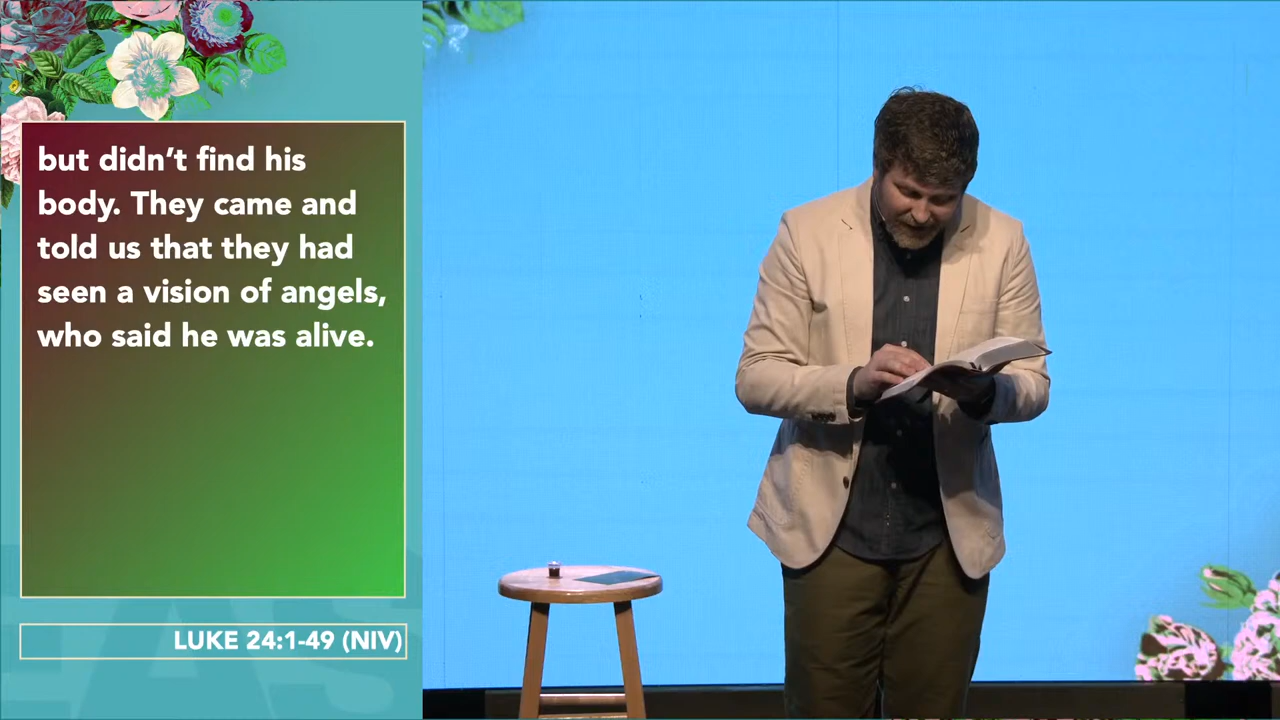 but didn’t find his
body. They came and
told us that they had
seen a vision of angels,
who said he was alive.
LUKE 24:1-49 (NIV)